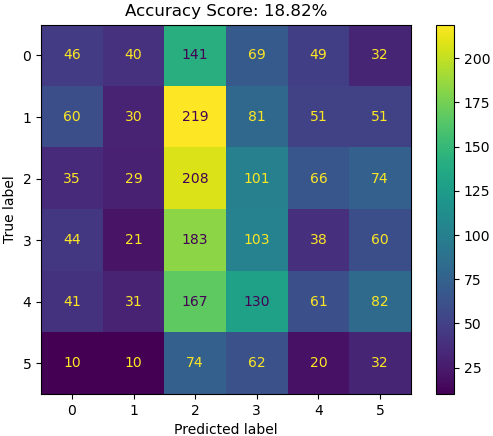 Accuracy Score: 18.82%
0 46 40 141 69 49 32
1 60 30 219 81 51 51
2 35 29 208 101 66 74
3 44 21 183 103 38 60
4 41 31 167 130 61 82
5 10 10 74 62 20 32
0 1 2 3 4 5
Predicted label
True label
200
175
150
125
100
75
50
25